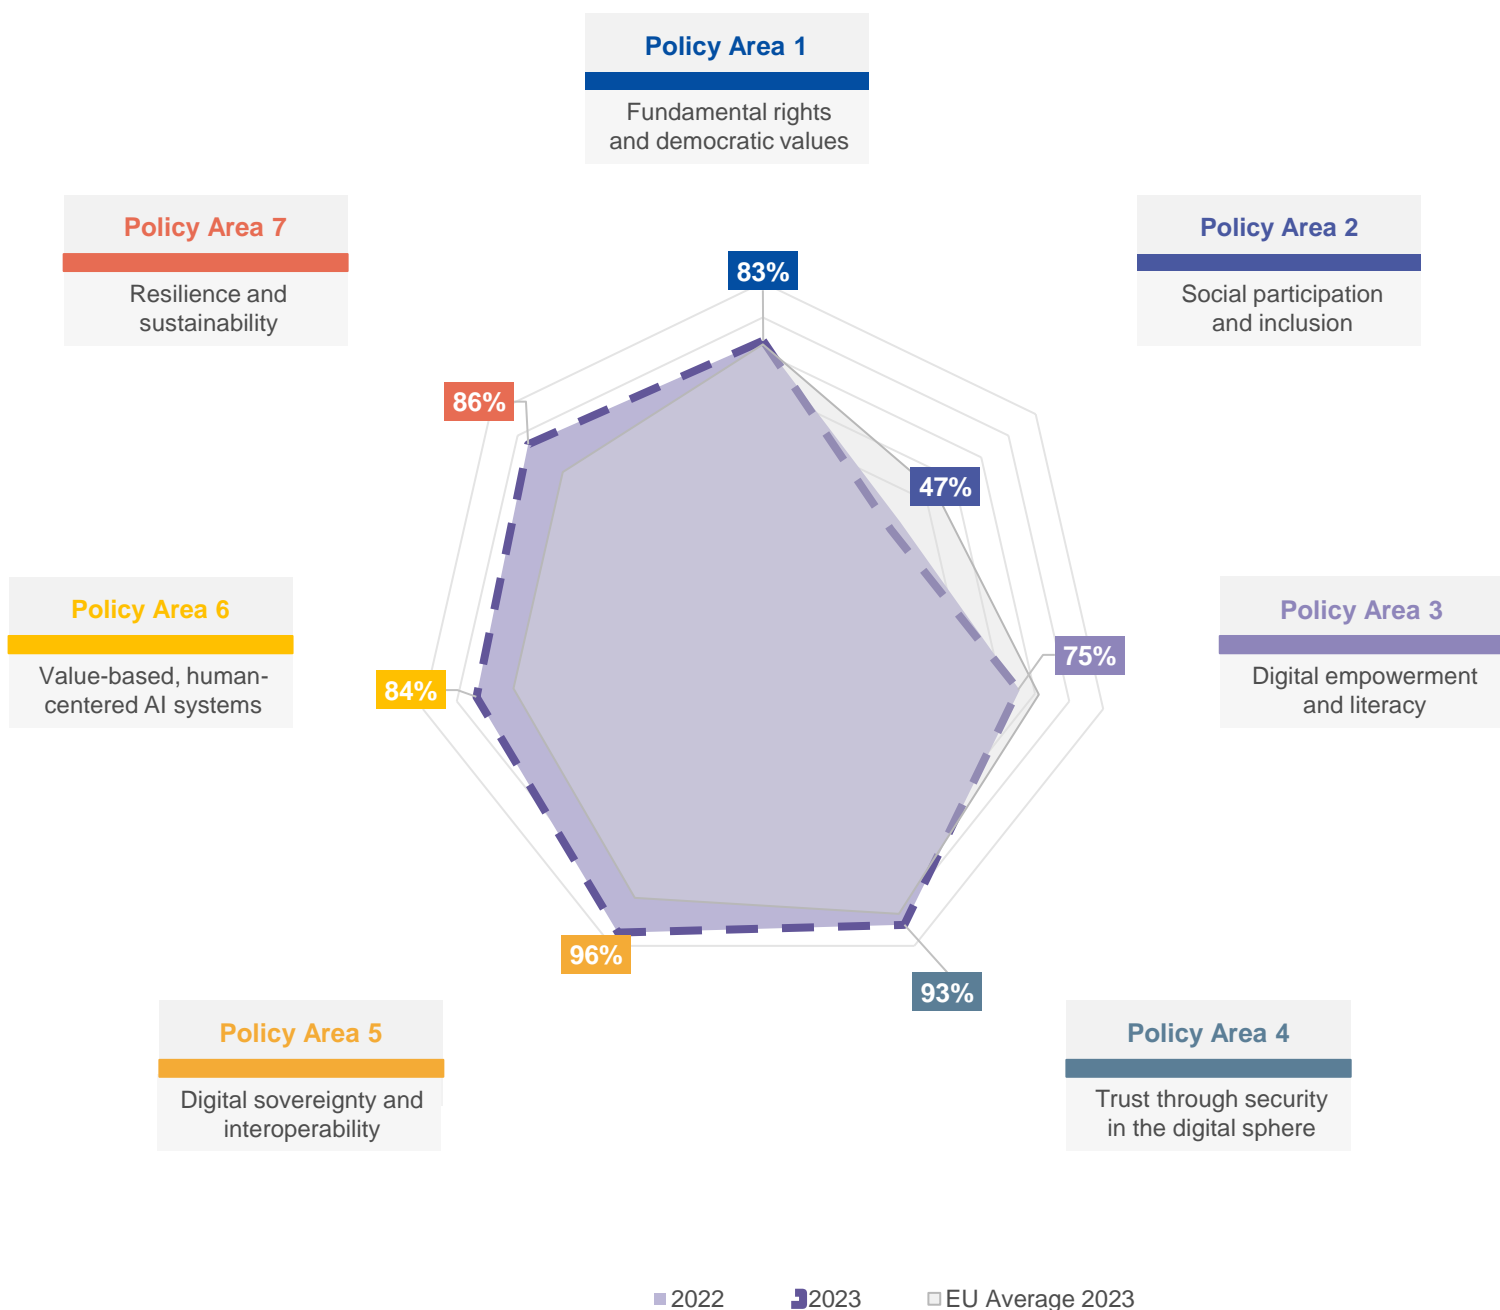 Policy Area 1
Fundamental rights
and democratic values
Policy Area 7
Resilience and
sustainability
Policy Area 2
Social participation
and inclusion
83%
86%
47%
Policy Area 6
Value-based, human-
centered AI systems
84%
75%
Policy Area 3
Digital empowerment
and literacy
96%
93%
Policy Area 5
Digital sovereignty and
interoperability
Policy Area 4
Trust through security
in the digital sphere
2022 2023 EU Average 2023